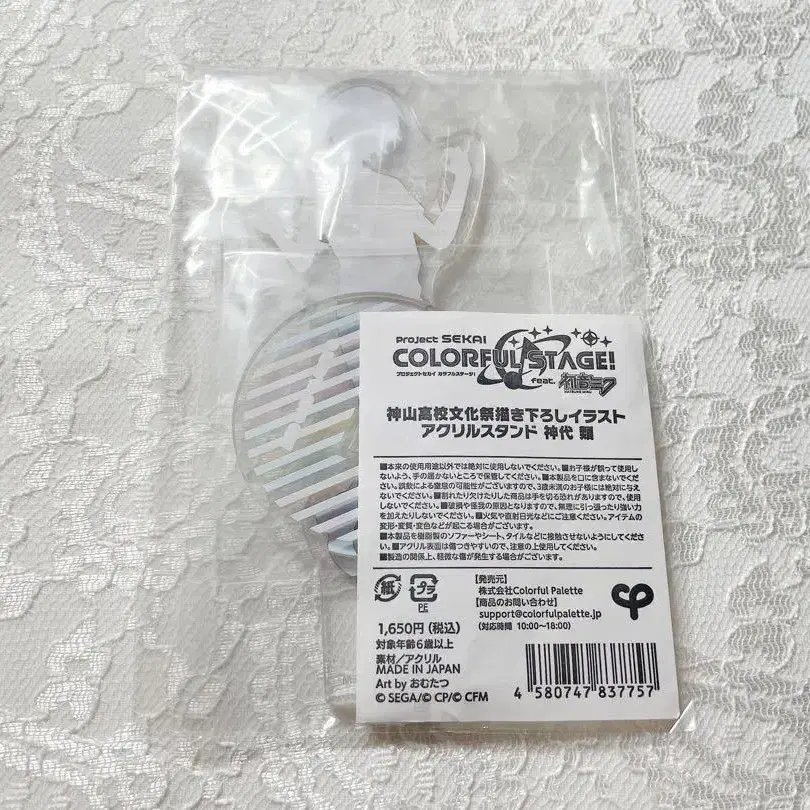 Project SEKAI
COLORFUL STAGE!
プロジェクトセカイ カラフルステージ!
feat. 初音ミク
HATSUNE MIKU
神山高校文化祭描き下ろしイラスト
アクリルスタンド 神代 類
■本来の使用用途以外では絶対に使用しないでください。■お子様が誤って使用し
ないよう、手の届かないところで保管してください。■本製品を口に含まないでくだ
さい。誤飲による窒息の可能性がございますので、3歳未満のお子様には絶対に与え
ないでください。■割れたり欠けたりした商品は手を切る恐れがありますので、使用
しないでください。■破損や怪我の原因となりますので、無理に引っ張ったり強い力
を加えたりしないでください。■火気や直射日光などにご注意ください。アイテムの
変形・変質・変色などが起こる場合がございます。
■本製品を樹脂製のソファーやシート、タイルなどに接触させないようにしてくださ
い。■アクリル表面は傷つきやすいので、注意の上使用してください。
■製造の関係上、軽微な傷が発生する場合がございます。
紙
プラ
PE
【発売元】
株式会社Colorful Palette
【商品のお問い合わせ】
support@colorfulpalette.jp
(対応時間 10:00~18:00)
1,650円(税込)
対象年齢6歳以上
素材/アクリル
MADE IN JAPAN
Art by おむたつ
© SEGA/© CP/© CFM
4 580747 837757